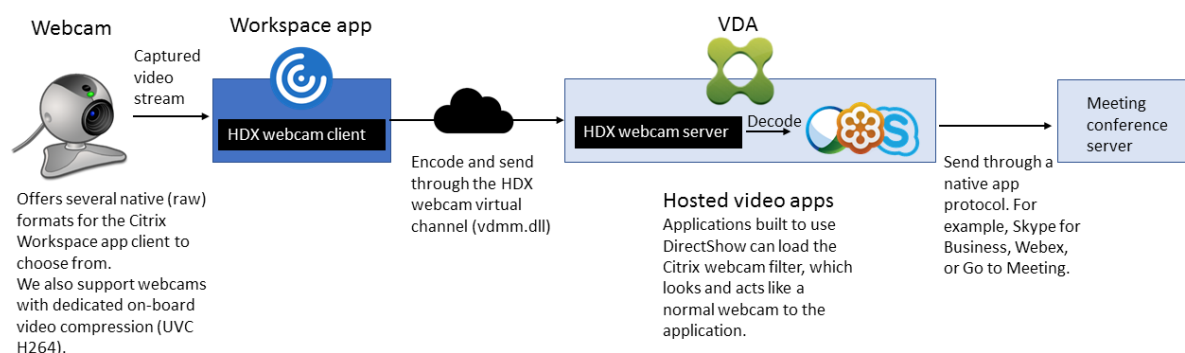 Webcam
Captured
video
stream
Offers several native (raw)
formats for the Citrix
Workspace app client to
choose from.
We also support webcams
with dedicated on-board
video compression (UVC
H264).
Workspace app
HDX webcam client
Encode and send
through the HDX
webcam virtual
channel (vdmm.dll)
VDA
HDX webcam server
Decode
S
Hosted video apps
Applications built to use
DirectShow can load the
Citrix webcam filter, which
looks and acts like a
normal webcam to the
application.
Send through a
native app
protocol. For
example, Skype for
Business, Webex,
or Go to Meeting.
Meeting
conference
server